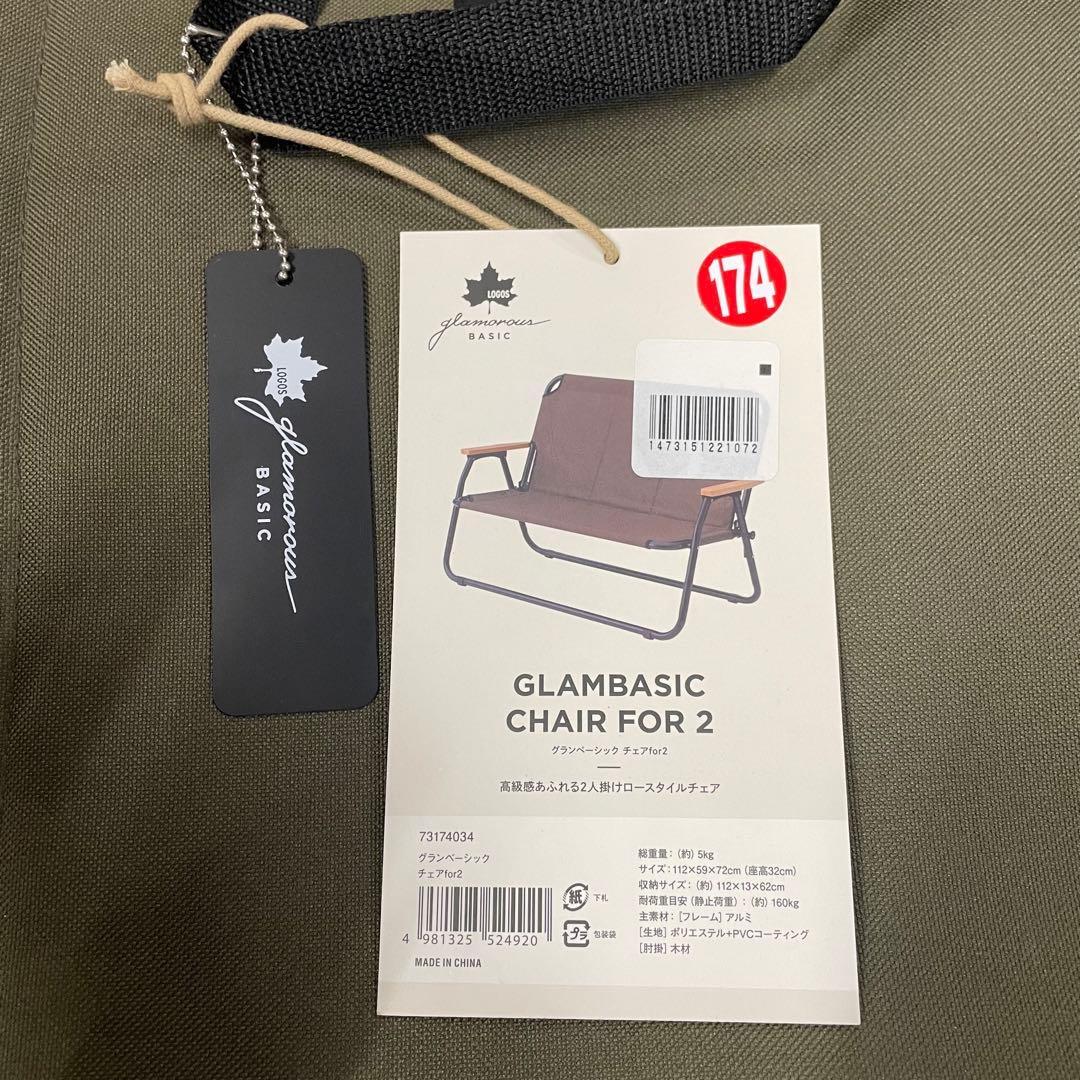 LOGOS
glamorous
BASIC
LOGOS
glamorous
BASIC
174
1473151221072
GLAMBASIC
CHAIR FOR 2
グランベーシック チェアfor2
高級感あふれる2人掛けロースタイルチェア
73174034
グランベーシック
チェアfor2
4 981325 524920
MADE IN CHINA
紙 下札
プラ 包装袋
総重量：（約）5kg
サイズ：112×59×72cm（座高32cm）
収納サイズ：（約）112×13×62cm
耐荷重目安（静止荷重）：（約）160kg
主素材：［フレーム］アルミ
［生地］ポリエステル+PVCコーティング
［肘掛］木材